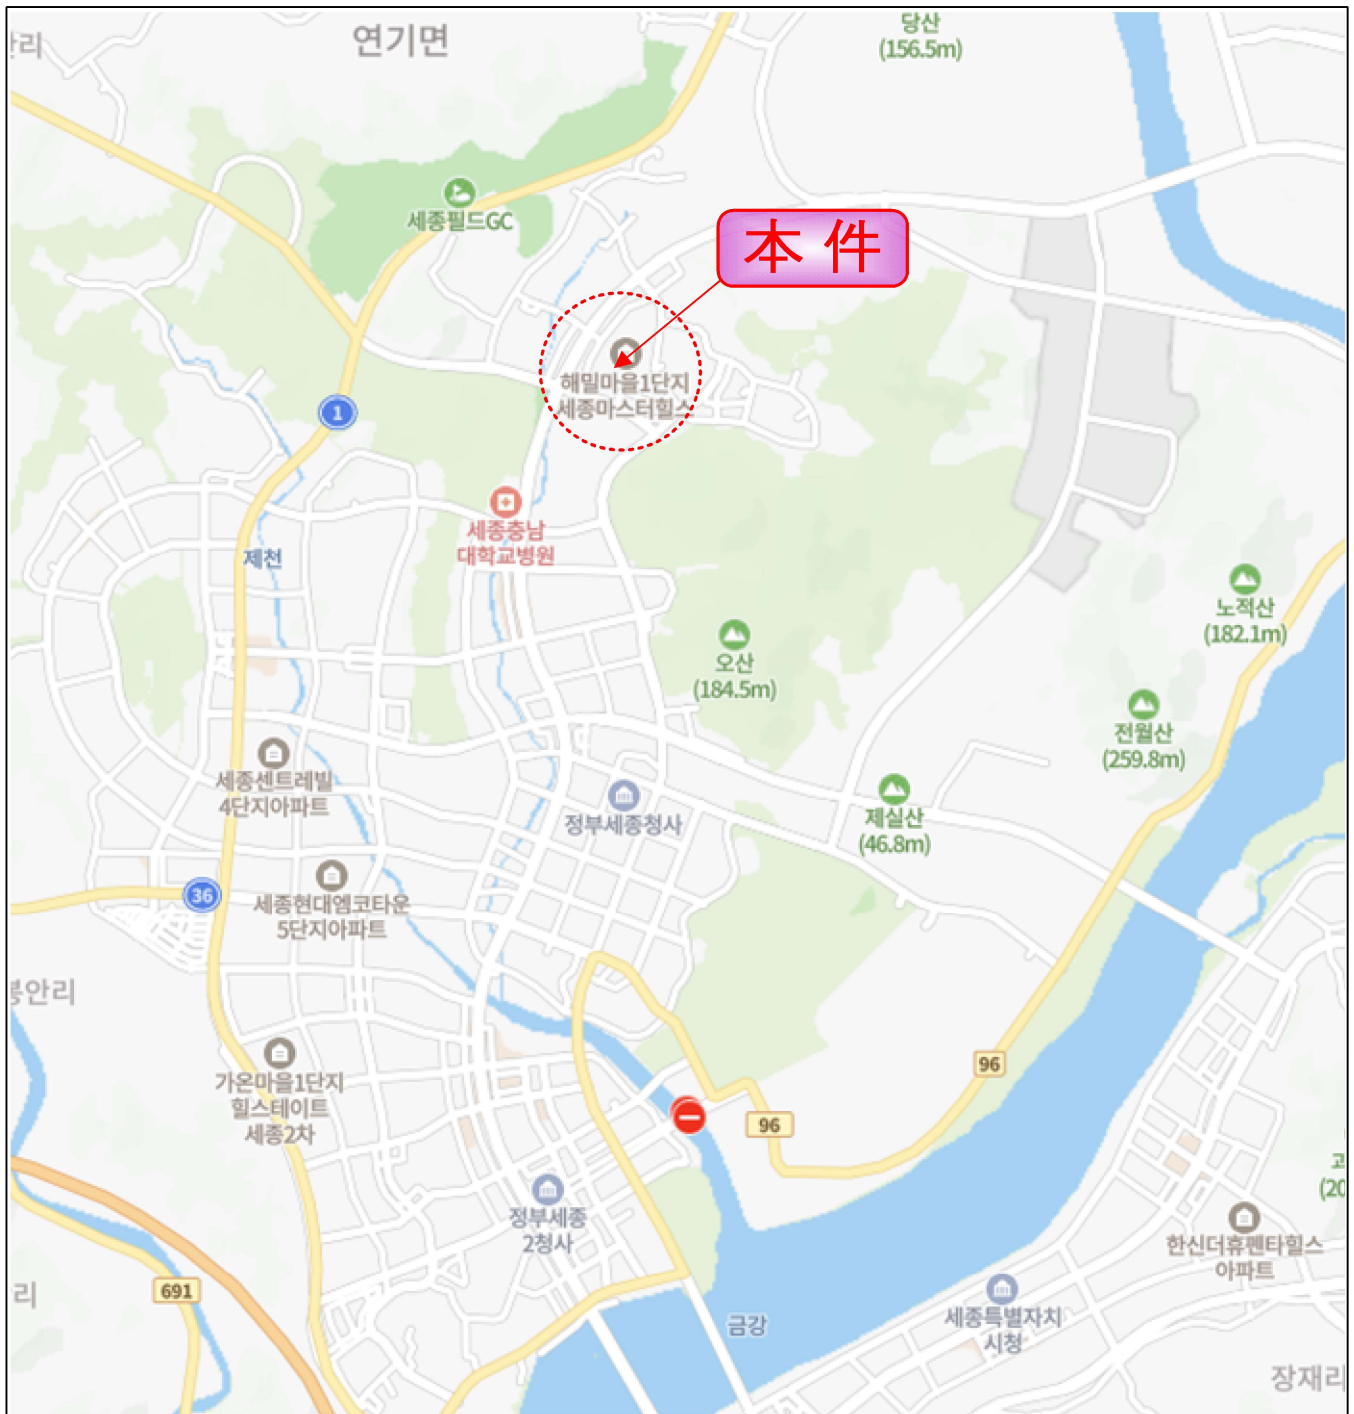 당산
(156.5m)
연기면
세종필드GC
本 件
해밀마을1단지
세종마스터힐스
1
세종충남
대학교병원
제천
노적산
(182.1m)
오산
(184.5m)
전월산
(259.8m)
세종센트레빌
4단지아파트
정부세종청사
제실산
(46.8m)
36
세종현대엠코타운
5단지아파트
봉안리
가온마을1단지
힐스테이트
세종2차
96
96
정부세종
2청사
한신더휴펜타힐스
아파트
691
리
세종특별자치
시청
금강
장재리